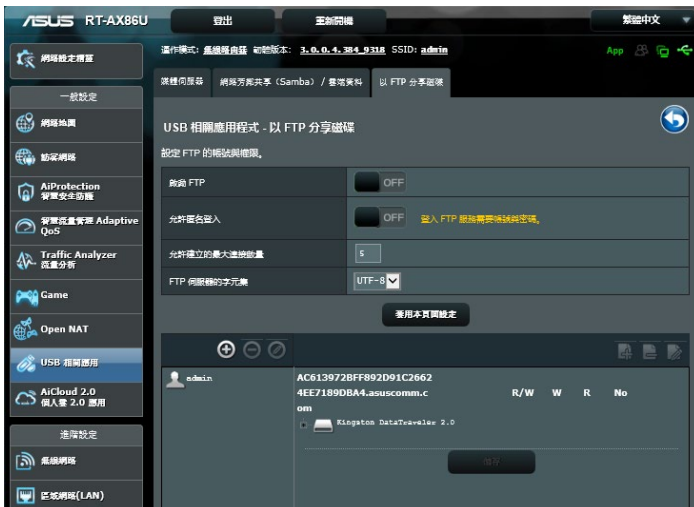 ASUS RT-AX86U
登出
重新開機
繁體中文
操作模式: 無線路由器 韌體版本: 3.0.0.4.384_9318 SSID: admin
App
網路設定精靈
一般設定
網路地圖
訪客網路
AiProtection
智慧安全防護
智慧流量管理 Adaptive
QoS
Traffic Analyzer
流量分析
Game
Open NAT
USB 相關應用
AiCloud 2.0
個人雲 2.0 應用
進階設定
無線網路
區域網路(LAN)
媒體伺服器
網路芳鄰共享 (Samba) / 雲端資料
以 FTP 分享磁碟
USB 相關應用程式 - 以 FTP 分享磁碟
設定 FTP 的帳號與權限。
啟動 FTP
OFF
允許匿名登入
OFF
登入 FTP 服務需要帳號與密碼。
允許建立的最大連接數量
5
FTP 伺服器的字元集
UTF-8
套用本頁面設定
admin
AC613972BFF892D91C2662
4EE7189DBA4.asuscomm.c
om
R/W W R No
Kingston DataTraveler 2.0
儲存